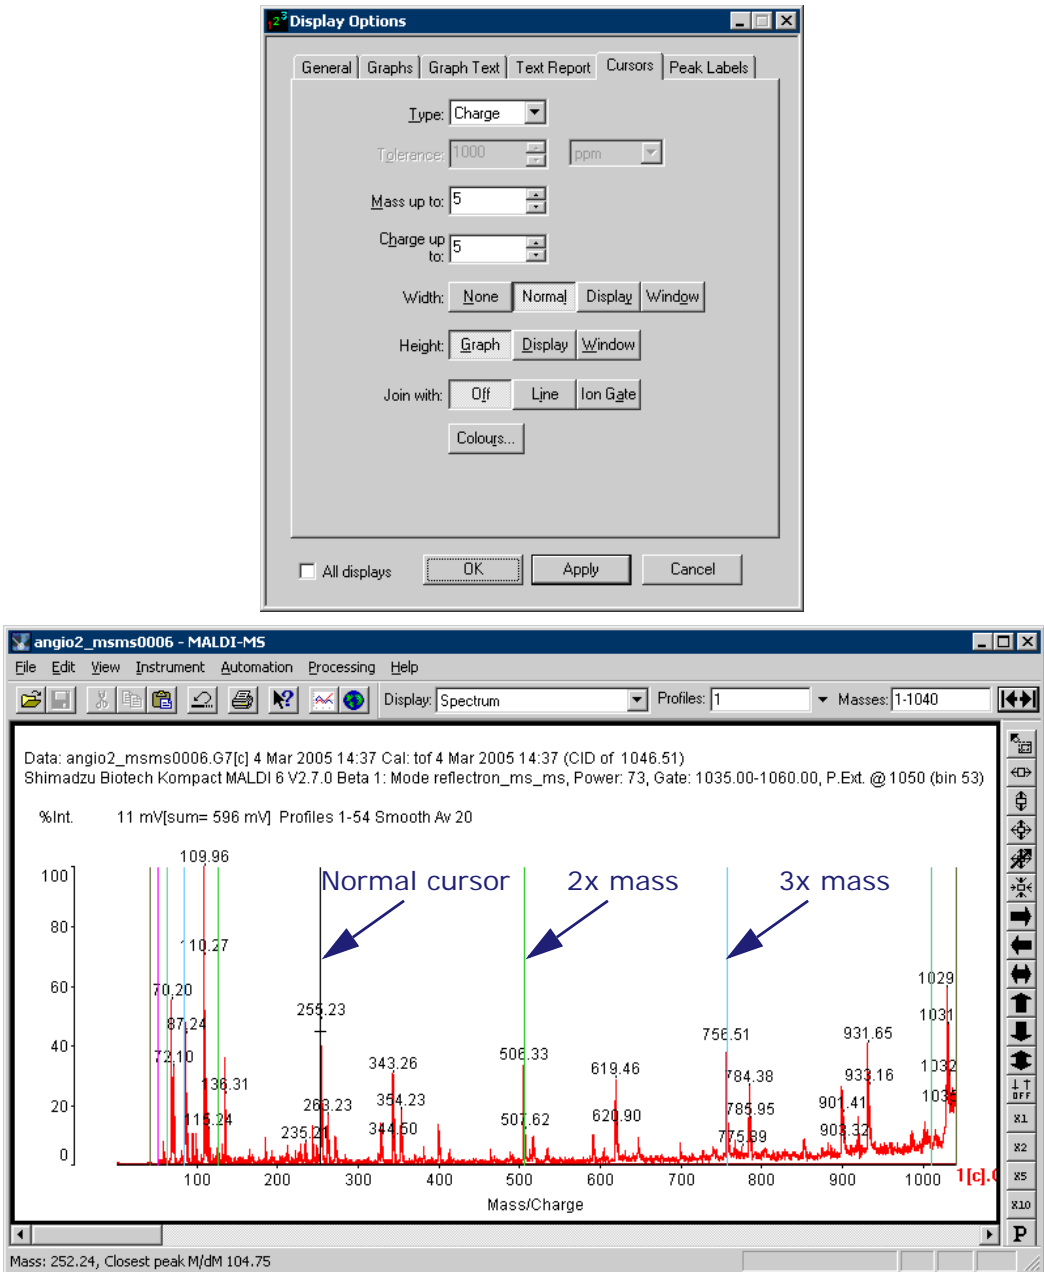 Display Options
General Graphs Graph Text Text Report Cursors Peak Labels
Type: Charge
Tolerance: 1000 ppm
Mass up to: 5
Charge up to: 5
Width: None Normal Display Window
Height: Graph Display Window
Join with: Off Line Ion Gate
Colours...
All displays OK Apply Cancel
angio2_msms0006 - MALDI-MS
File Edit View Instrument Automation Processing Help
Display: Spectrum Profiles: 1 Masses: 1-1040
Data: angio2_msms0006.G7[c] 4 Mar 2005 14:37 Cal: tof 4 Mar 2005 14:37 (CID of 1046.51)
Shimadzu Biotech Kompact MALDI 6 V2.7.0 Beta 1: Mode reflectron_ms_ms, Power: 73, Gate: 1035.00-1060.00, P.Ext. @ 1050 (bin 53)
%Int. 11 mV[sum= 596 mV] Profiles 1-54 Smooth Av 20
109.96
100 Normal cursor 2x mass 3x mass
80
110.27
1029
60 70.20
255.23 1031
87.24
756.51 931.65
40
506.33
72.10 343.26 619.46 784.38 933.16 1032
136.31
354.23 901.41 1035
20 263.23 785.95
115.24 507.62 620.90
235.21 344.50 775.89 903.32
0
100 200 300 400 500 600 700 800 900 1000 1[c].
Mass/Charge
OFF
X1
X2
X5
X10
P
Mass: 252.24, Closest peak M/dM 104.75